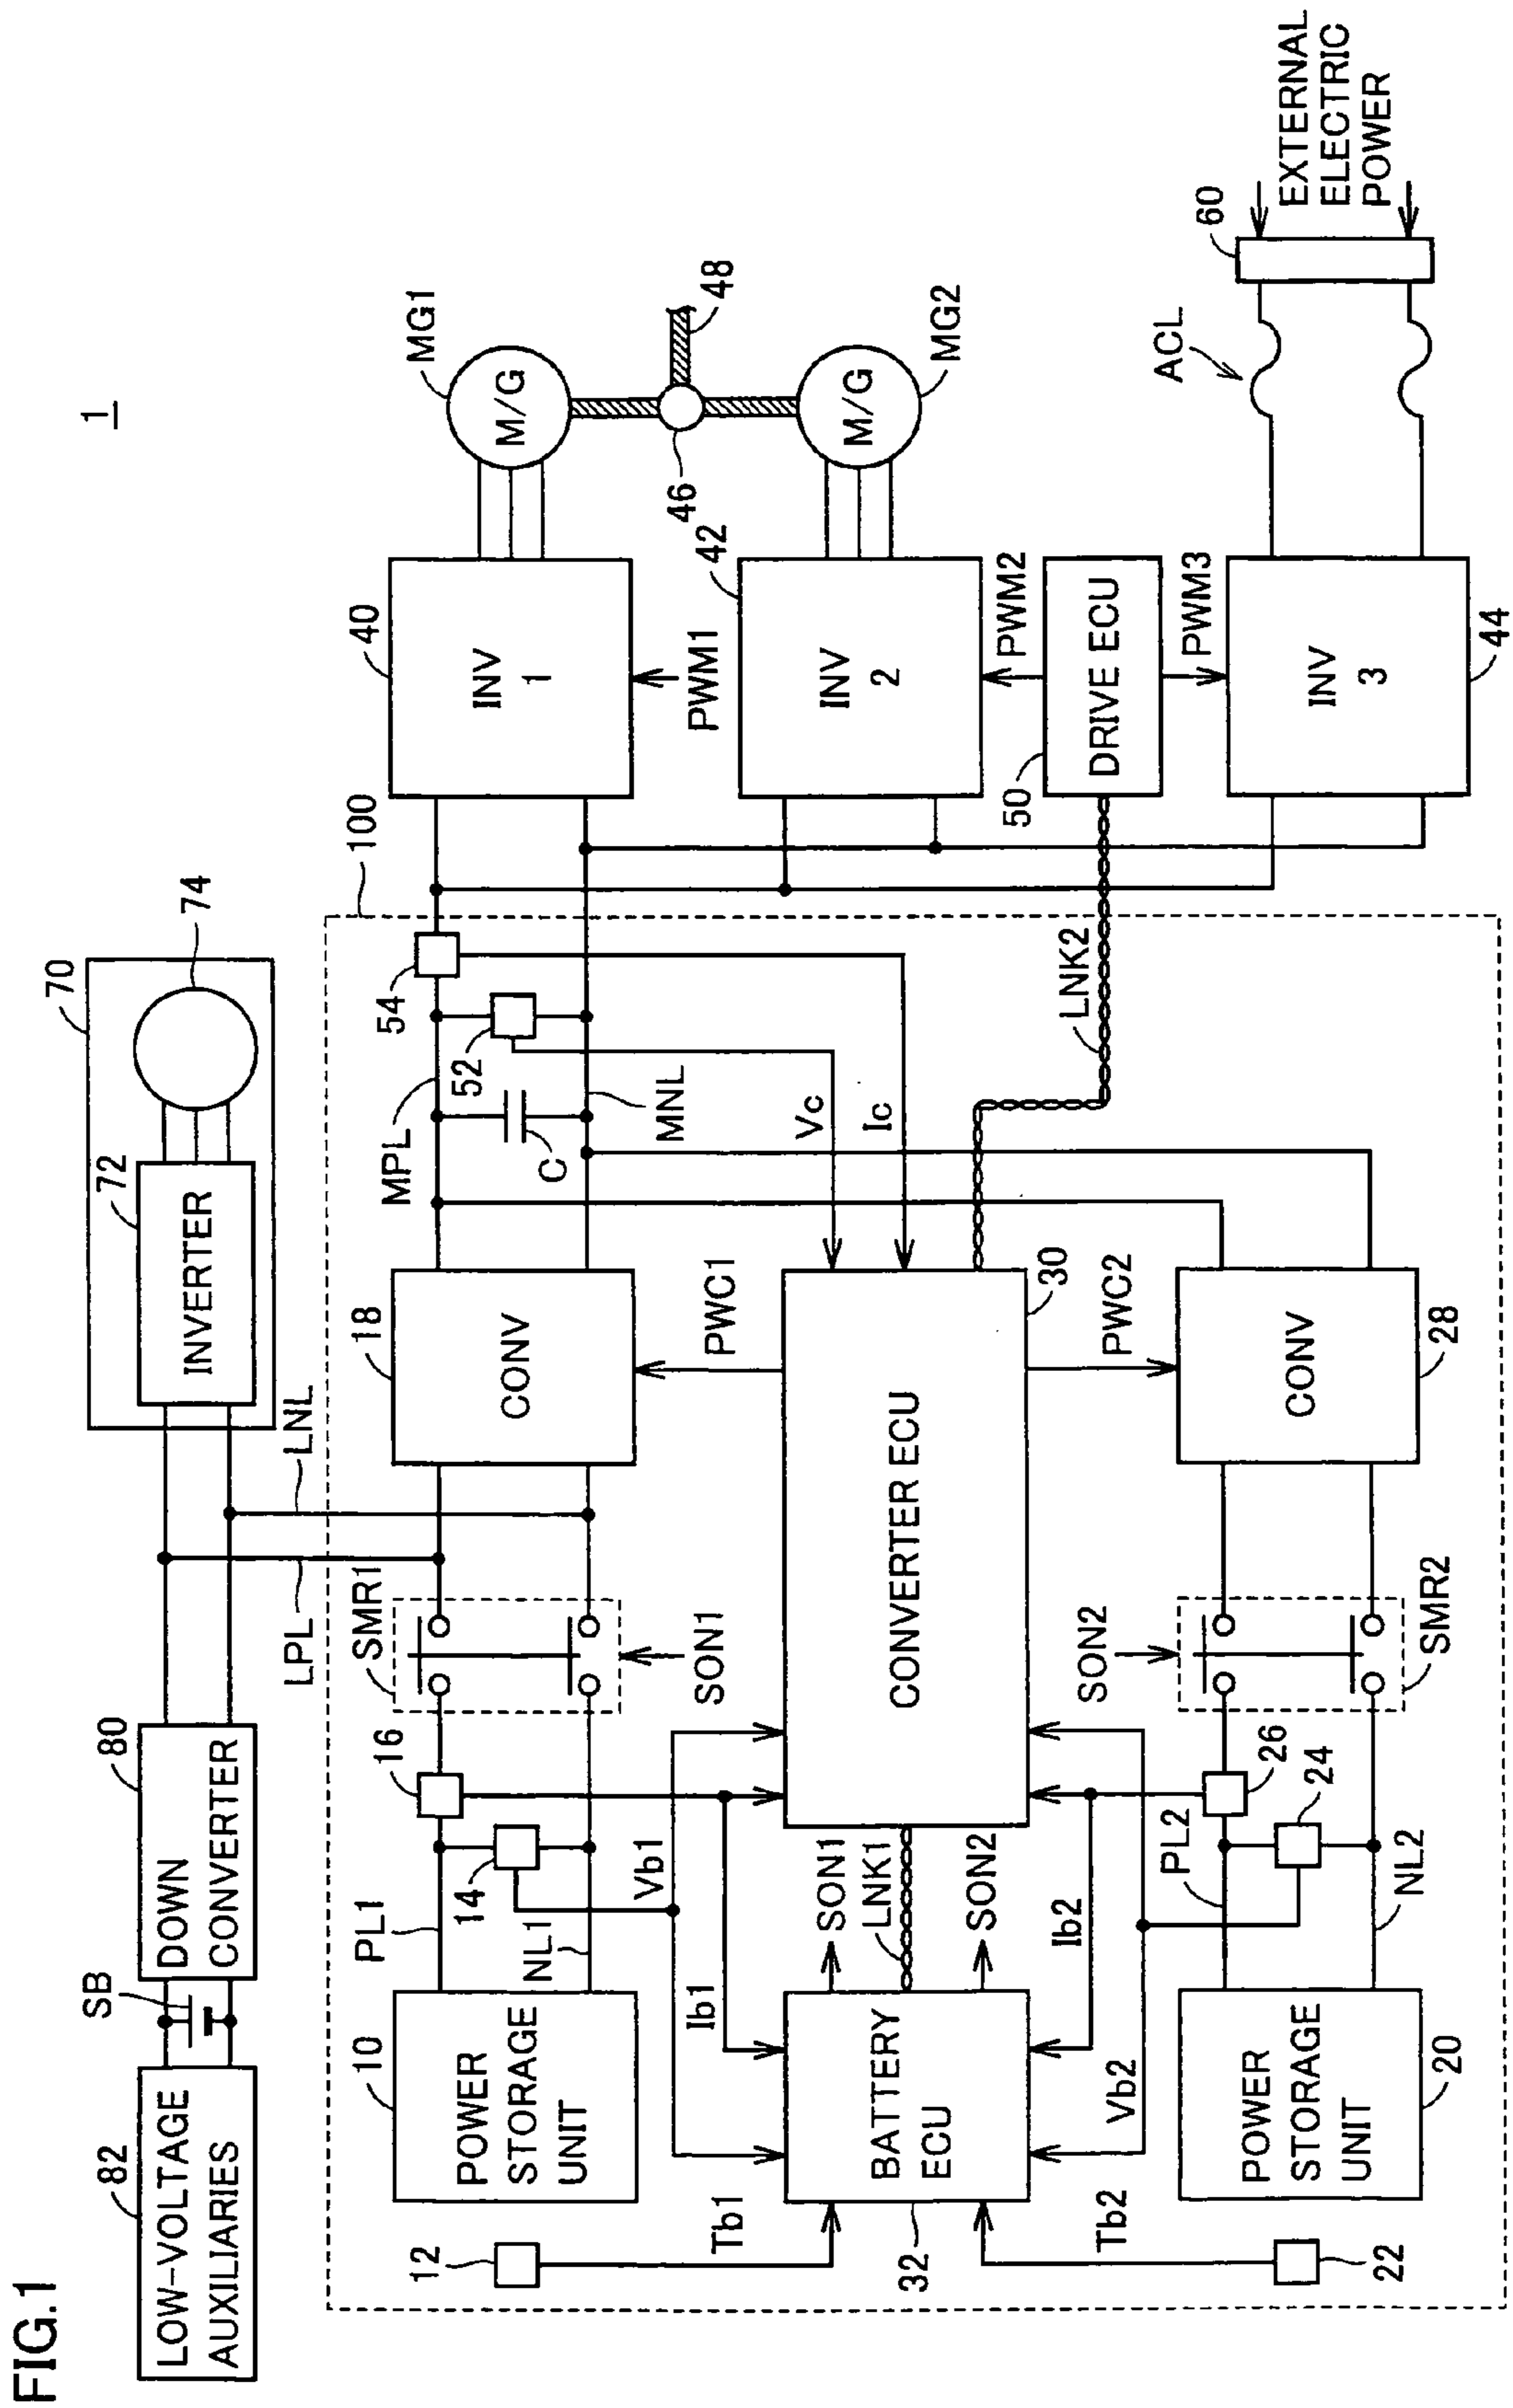 FIG.1
1
70
72
INVERTER
74
80
DOWN
CONVERTER
SB
82
LOW-VOLTAGE
AUXILIARIES
LPL
LNL
100
10
POWER
STORAGE
UNIT
12
Tb1
PL1
NL1
14
16
Vb1
Ib1
SMR1
SON1
18
CONV
PWC1
MPL
MNL
C
52
54
Vc
Ic
40
INV
1
PWM1
MG1
M/G
46
48
42
INV
2
PWM2
M/G
MG2
50
DRIVE ECU
PWM3
INV
3
44
ACL
60
EXTERNAL
ELECTRIC
POWER
LNK2
CONVERTER ECU
30
PWC2
BATTERY
ECU
32
SON1
LNK1
SON2
Ib2
Vb2
Tb2
22
POWER
STORAGE
UNIT
20
PL2
NL2
24
26
SON2
SMR2
CONV
28